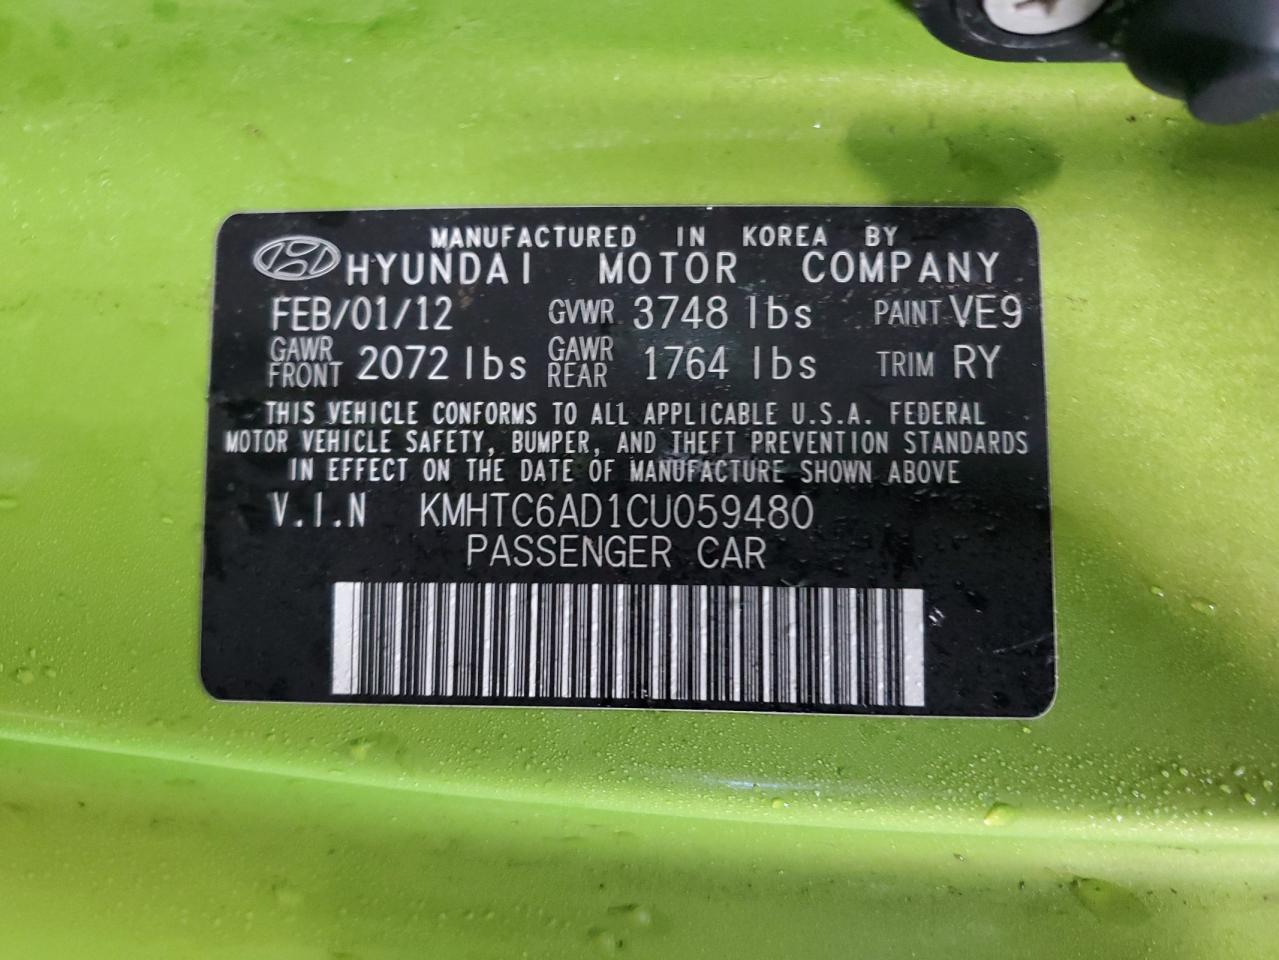 MANUFACTURED IN KOREA BY
HYUNDAI MOTOR COMPANY
FEB/01/12 GVWR 3748 lbs PAINT VE9
GAWR FRONT 2072 lbs GAWR REAR 1764 lbs TRIM RY
THIS VEHICLE CONFORMS TO ALL APPLICABLE U.S.A. FEDERAL
MOTOR VEHICLE SAFETY, BUMPER, AND THEFT PREVENTION STANDARDS
IN EFFECT ON THE DATE OF MANUFACTURE SHOWN ABOVE
V.I.N KMHTC6AD1CU059480
PASSENGER CAR